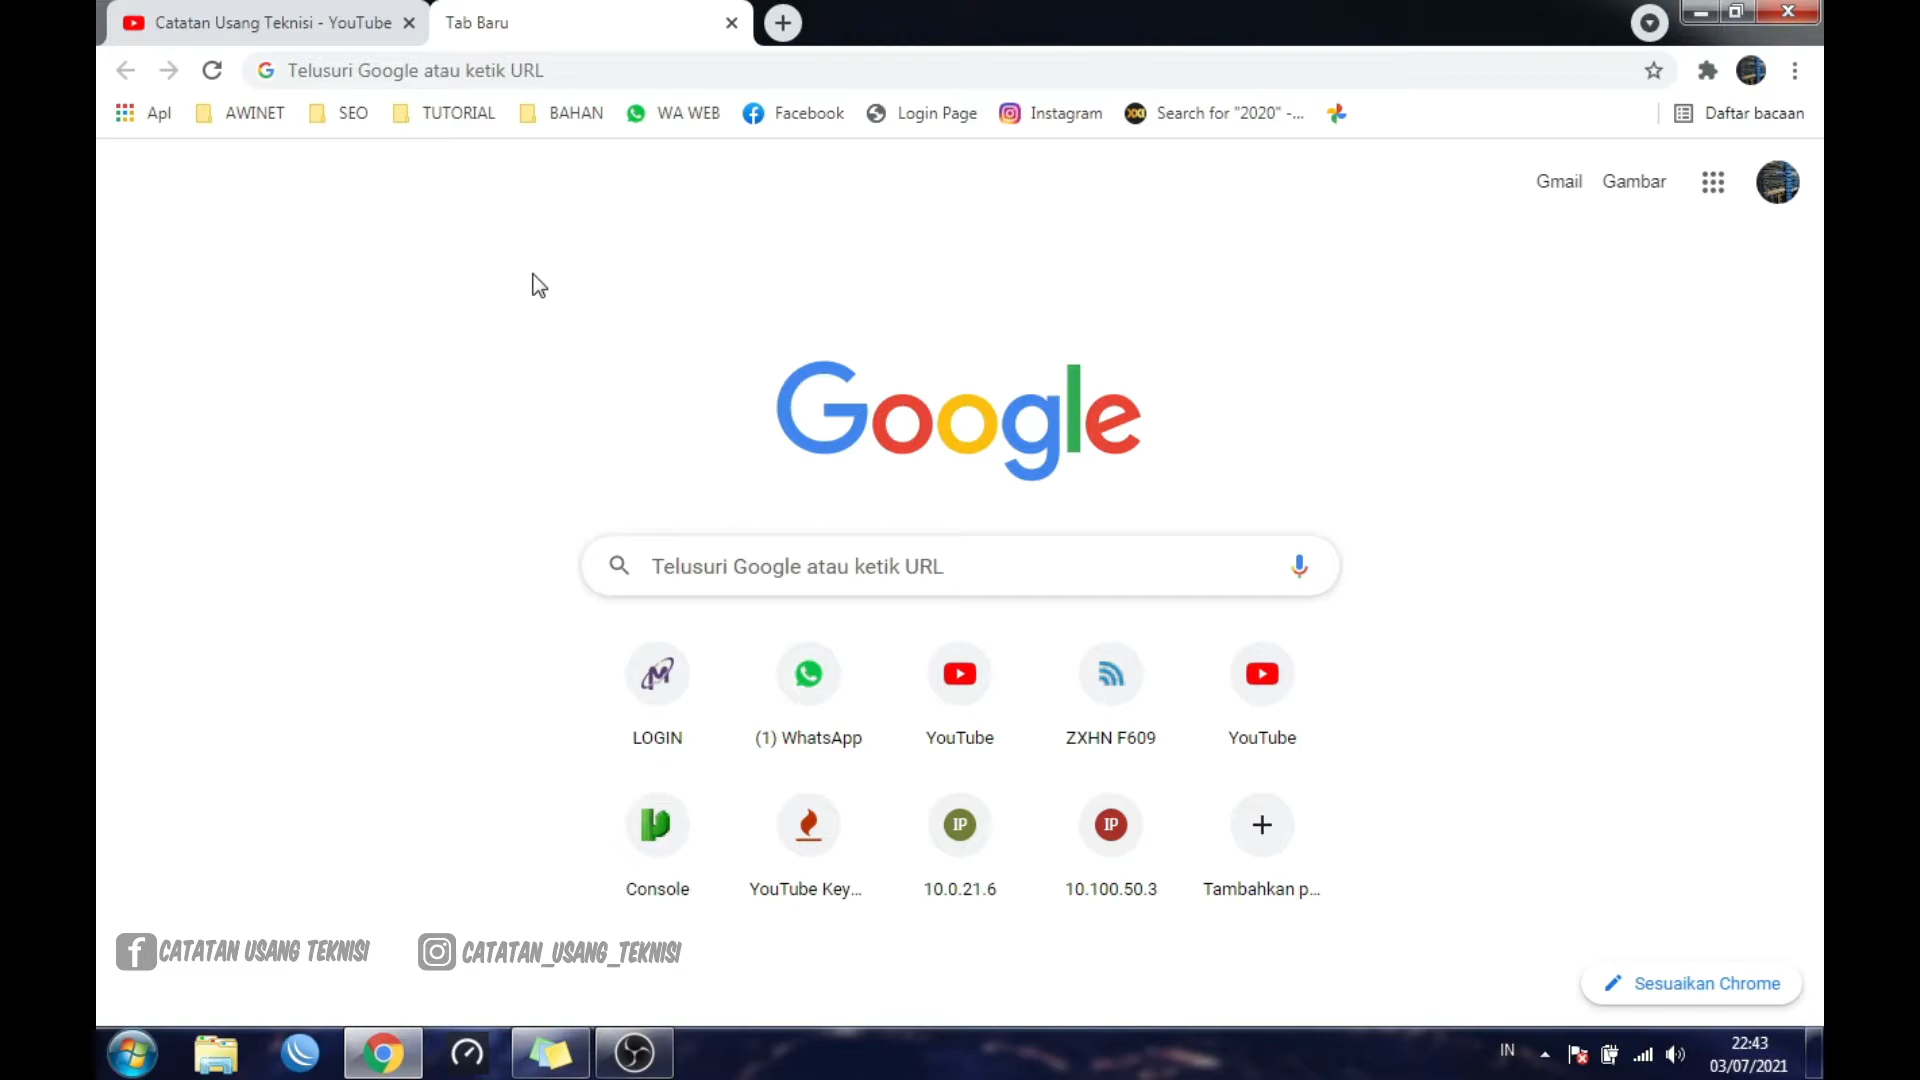 Catatan Usang Teknisi - YouTube
Tab Baru
Telusuri Google atau ketik URL
Apl
AWINET
SEO
TUTORIAL
BAHAN
WA WEB
Facebook
Login Page
Instagram
Search for "2020" -...
Daftar bacaan
Gmail
Gambar
Google
Telusuri Google atau ketik URL
LOGIN
(1) WhatsApp
YouTube
ZXHN F609
YouTube
IP
IP
Console
YouTube Key...
10.0.21.6
10.100.50.3
Tambahkan p...
CATATAN USANG TEKNISI
CATATAN_USANG_TEKNISI
Sesuaikan Chrome
IN
22:43
03/07/2021